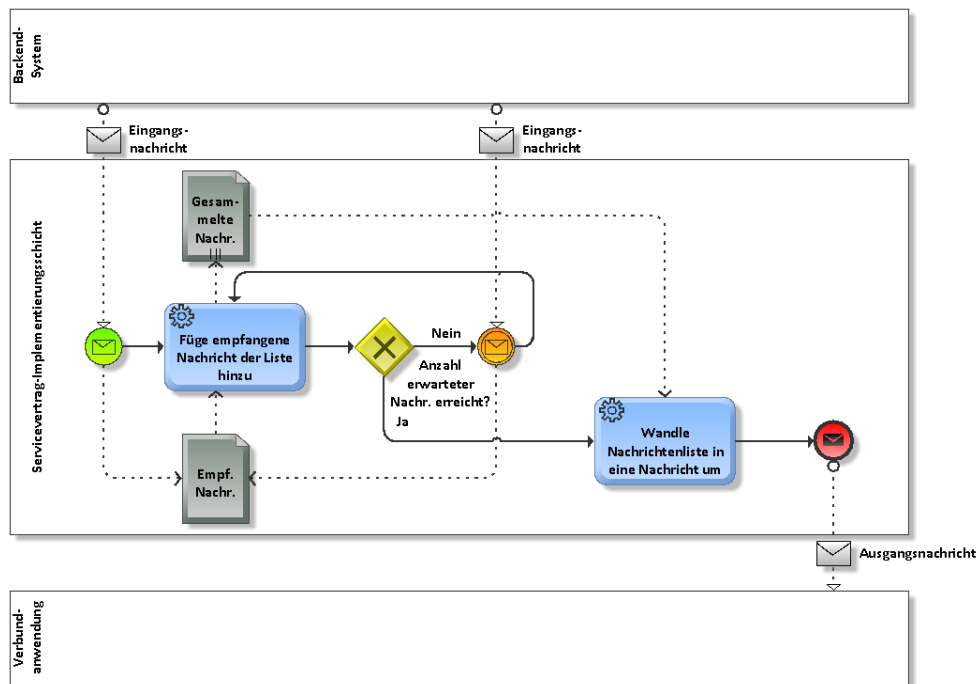 Backend-
System
Eingangs-
nachricht
Eingangs-
nachricht
Servicevertrag-Implementierungsschicht
Gesam-
melte
Nachr.
Füge empfangene
Nachricht der Liste
hinzu
Nein
Anzahl
erwarteter
Nachr. erreicht?
Ja
Empf.
Nachr.
Wandle
Nachrichtenliste in
eine Nachricht um
Ausgangsnachricht
Verbund-
anwendung